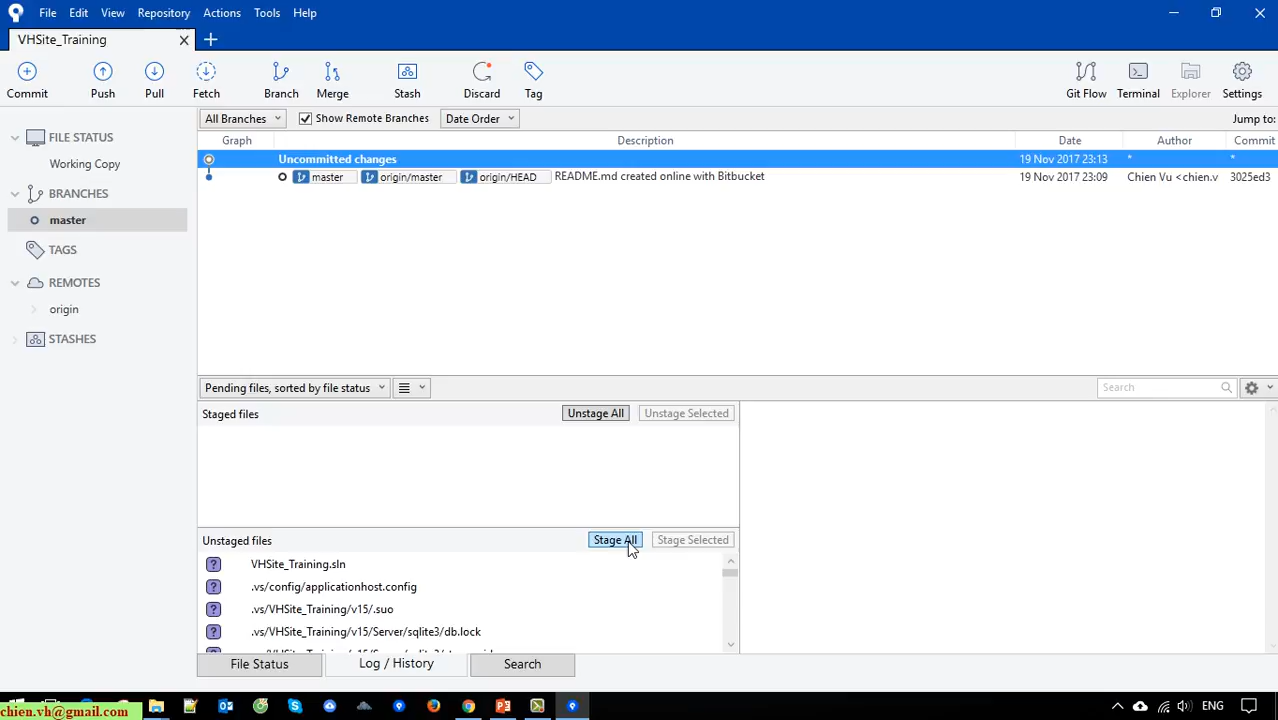 File Edit View Repository Actions Tools Help
VHSite_Training
Commit Push Pull Fetch Branch Merge Stash Discard Tag Git Flow Terminal Explorer Settings
All Branches Show Remote Branches Date Order Jump to:
Graph Description Date Author Commit
Uncommitted changes 19 Nov 2017 23:13 * *
master origin/master origin/HEAD README.md created online with Bitbucket 19 Nov 2017 23:09 Chien Vu <chien.v 3025ed3
FILE STATUS
Working Copy
BRANCHES
master
TAGS
REMOTES
origin
STASHES
Pending files, sorted by file status Search
Staged files Unstage All Unstage Selected
Unstaged files Stage All Stage Selected
VHSite_Training.sln
.vs/config/applicationhost.config
.vs/VHSite_Training/v15/.suo
.vs/VHSite_Training/v15/Server/sqlite3/db.lock
File Status Log / History Search
chien.vh@gmail.com ENG